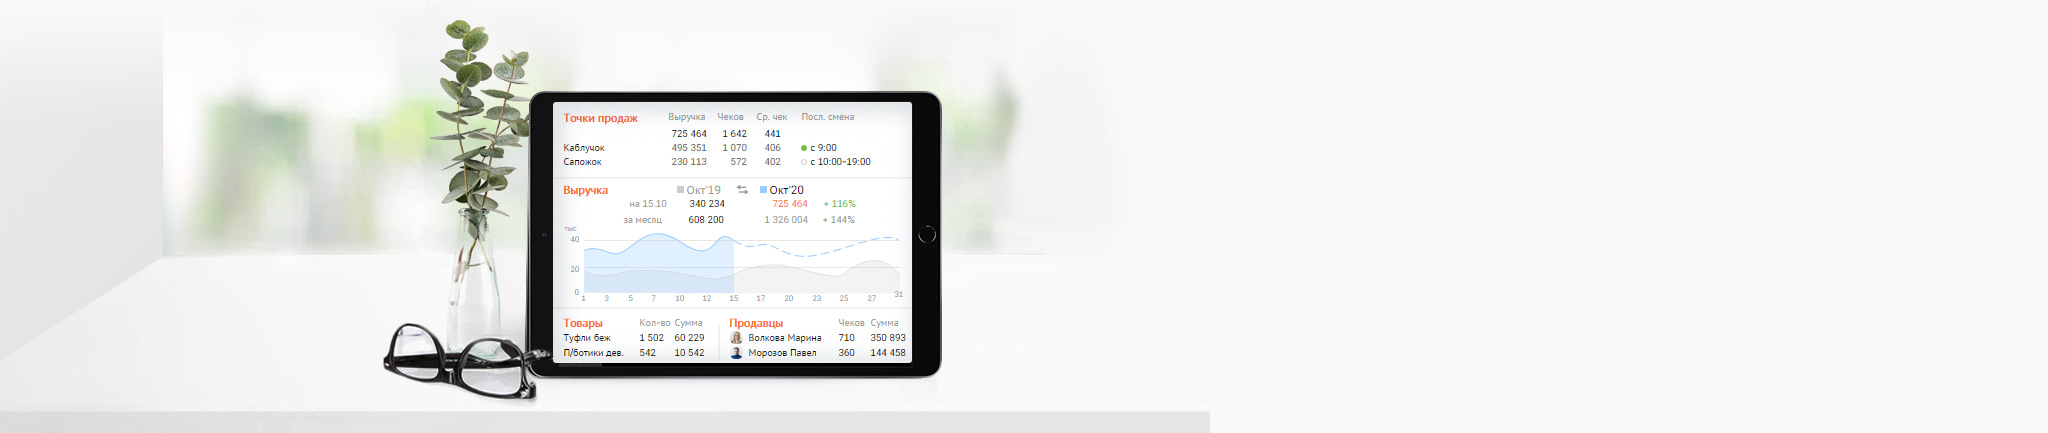 Точки продаж Выручка Чеков Ср. чек Посл. смена
725 464 1 642 441
Каблучок 495 351 1 070 406 с 9:00
Сапожок 230 113 572 402 с 10:00-19:00
Выручка Окт'19 Окт'20
на 15.10 340 234 725 464 + 116%
за месяц 608 200 1 326 004 + 144%
тыс
40
20
0
1 3 5 7 10 12 15 17 20 23 25 27 31
Товары Кол-во Сумма
Туфли беж 1 502 60 229
П/ботики дев. 542 10 542
Продавцы Чеков Сумма
Волкова Марина 710 350 893
Морозов Павел 360 144 458